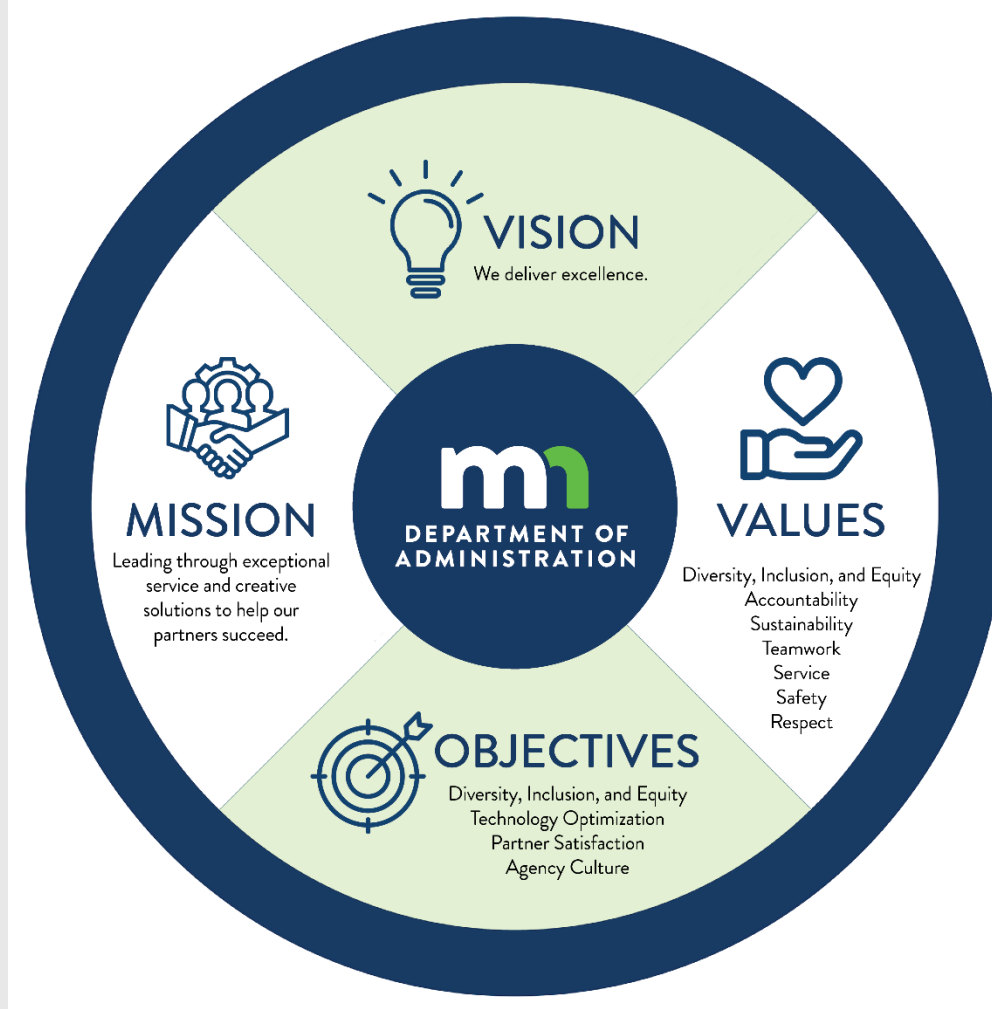 VISION
We deliver excellence.
MISSION
Leading through exceptional
service and creative
solutions to help our
partners succeed.
mn
DEPARTMENT OF
ADMINISTRATION
VALUES
Diversity, Inclusion, and Equity
Accountability
Sustainability
Teamwork
Service
Safety
Respect
OBJECTIVES
Diversity, Inclusion, and Equity
Technology Optimization
Partner Satisfaction
Agency Culture